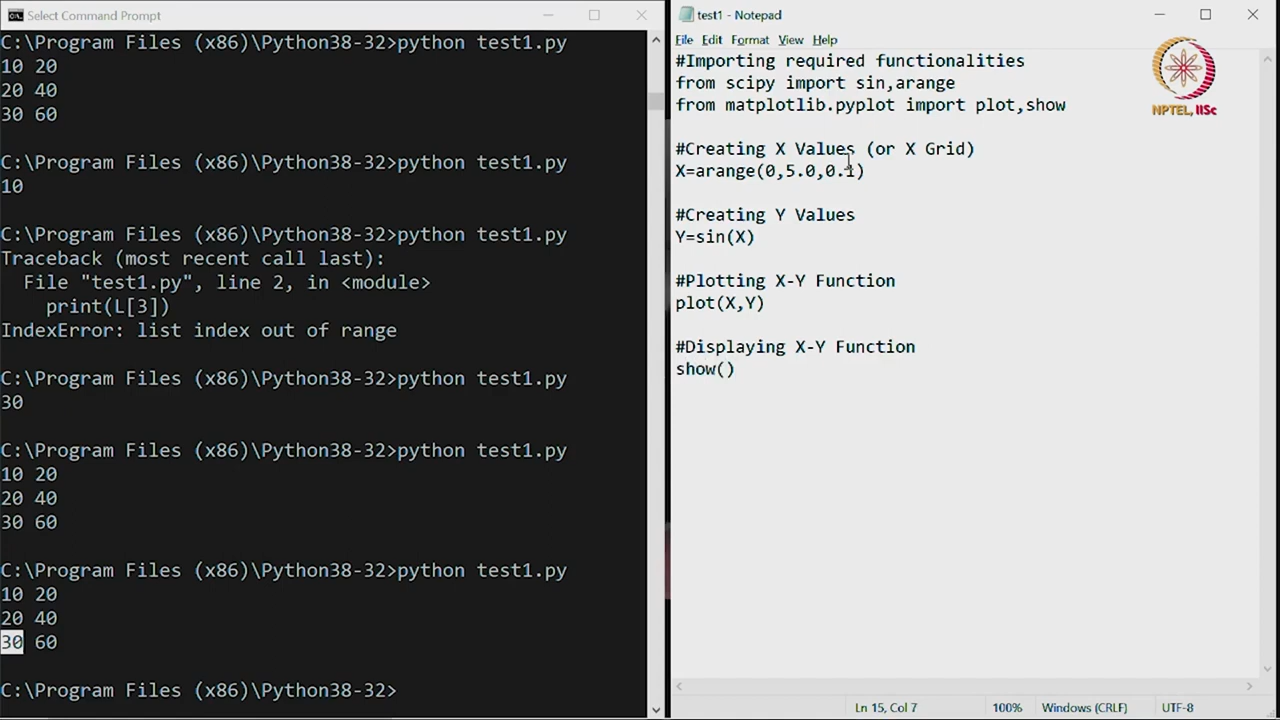 Select Command Prompt
C:\Program Files (x86)\Python38-32>python test1.py
10 20
20 40
30 60
C:\Program Files (x86)\Python38-32>python test1.py
10
C:\Program Files (x86)\Python38-32>python test1.py
Traceback (most recent call last):
  File "test1.py", line 2, in <module>
    print(L[3])
IndexError: list index out of range
C:\Program Files (x86)\Python38-32>python test1.py
30
C:\Program Files (x86)\Python38-32>python test1.py
10 20
20 40
30 60
C:\Program Files (x86)\Python38-32>python test1.py
10 20
20 40
30 60
C:\Program Files (x86)\Python38-32>
test1 - Notepad
File Edit Format View Help
#Importing required functionalities
from scipy import sin,arange
from matplotlib.pyplot import plot,show
#Creating X Values (or X Grid)
X=arange(0,5.0,0.1)
#Creating Y Values
Y=sin(X)
#Plotting X-Y Function
plot(X,Y)
#Displaying X-Y Function
show()
NPTEL, IISc
Ln 15, Col 7 100% Windows (CRLF) UTF-8